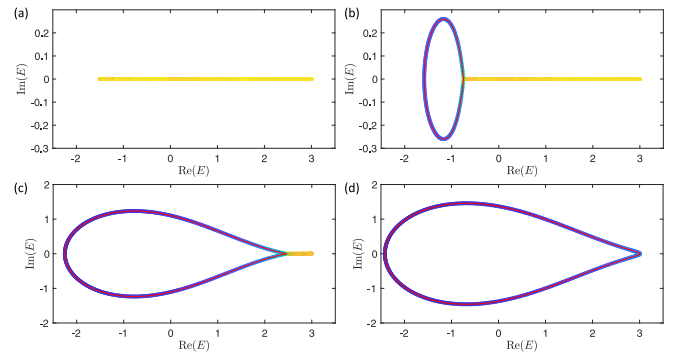 (a)
0.2
0.1
0
-0.1
-0.2
-0.3
-2 -1 0 1 2 3
Im(E)
Re(E)
(b)
0.2
0.1
0
-0.1
-0.2
-0.3
-2 -1 0 1 2 3
Im(E)
Re(E)
(c)
2
1
0
-1
-2
-2 -1 0 1 2 3
Im(E)
Re(E)
(d)
2
1
0
-1
-2
-2 -1 0 1 2 3
Im(E)
Re(E)